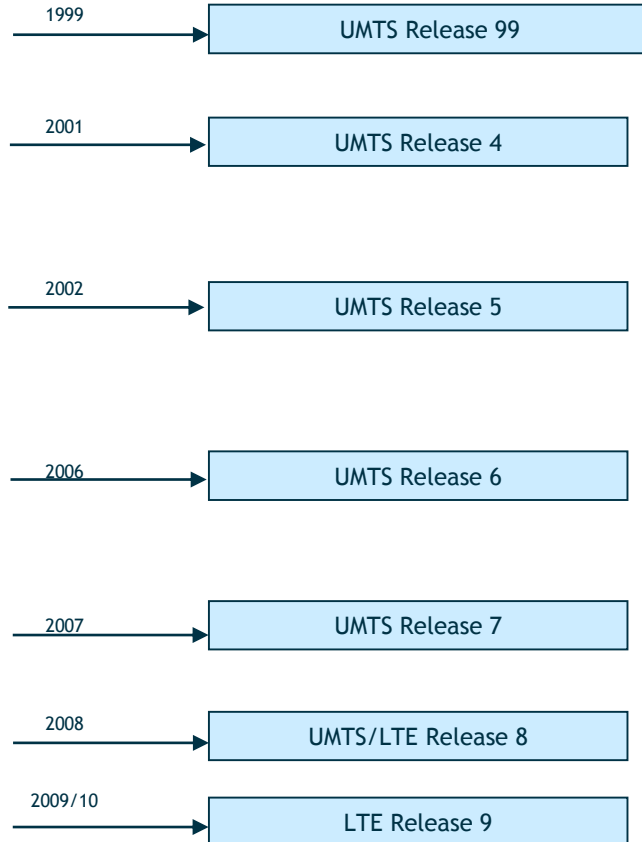 1999
UMTS Release 99
2001
UMTS Release 4
2002
UMTS Release 5
2006
UMTS Release 6
2007
UMTS Release 7
2008
UMTS/LTE Release 8
2009/10
LTE Release 9